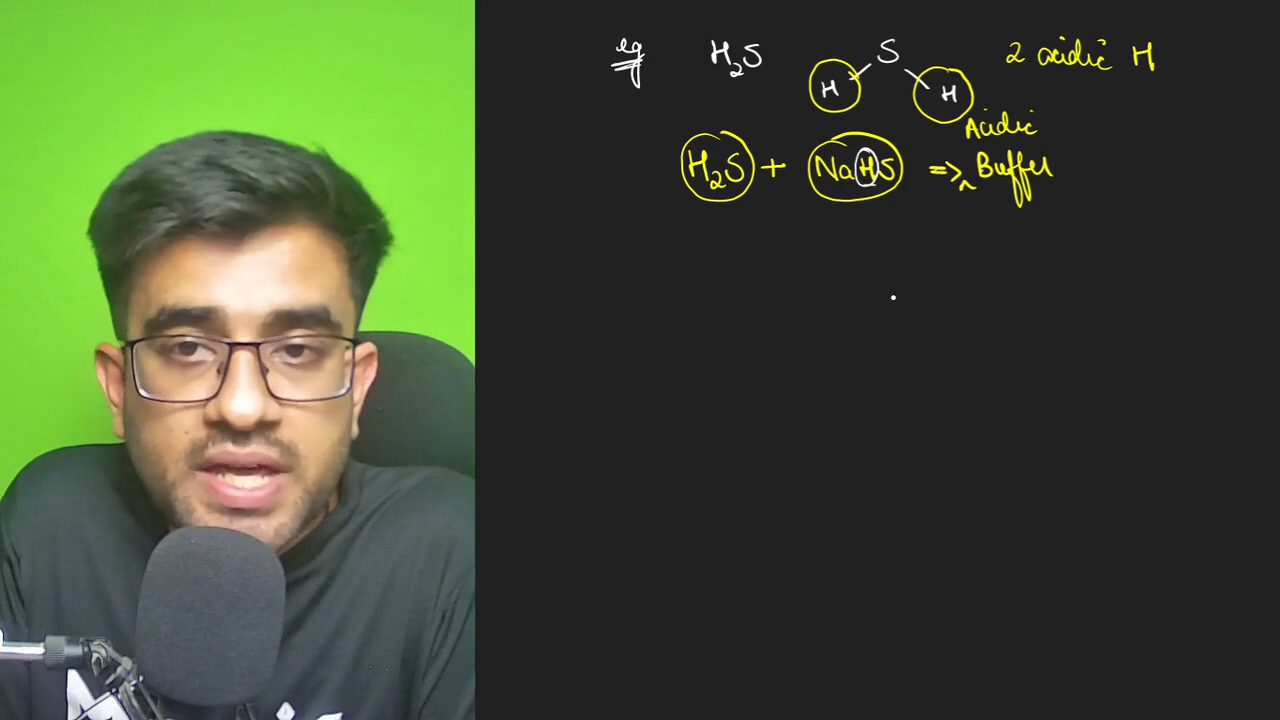 eg H₂S H S H 2 acidic H
Acidic
H₂S + NaHS => Buffer